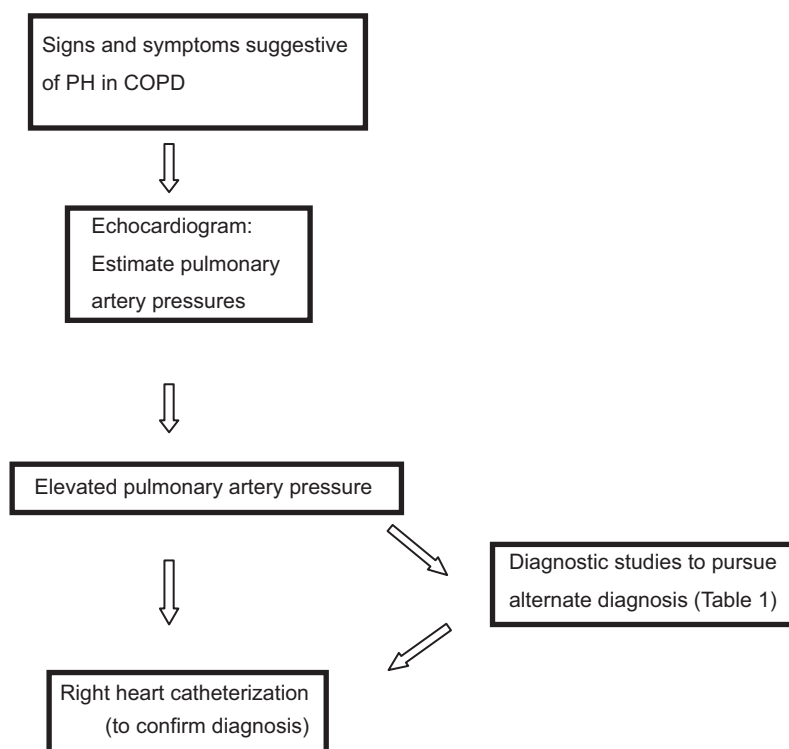 Signs and symptoms suggestive
of PH in COPD
Echocardiogram:
Estimate pulmonary
artery pressures
Elevated pulmonary artery pressure
Diagnostic studies to pursue
alternate diagnosis (Table 1)
Right heart catheterization
(to confirm diagnosis)